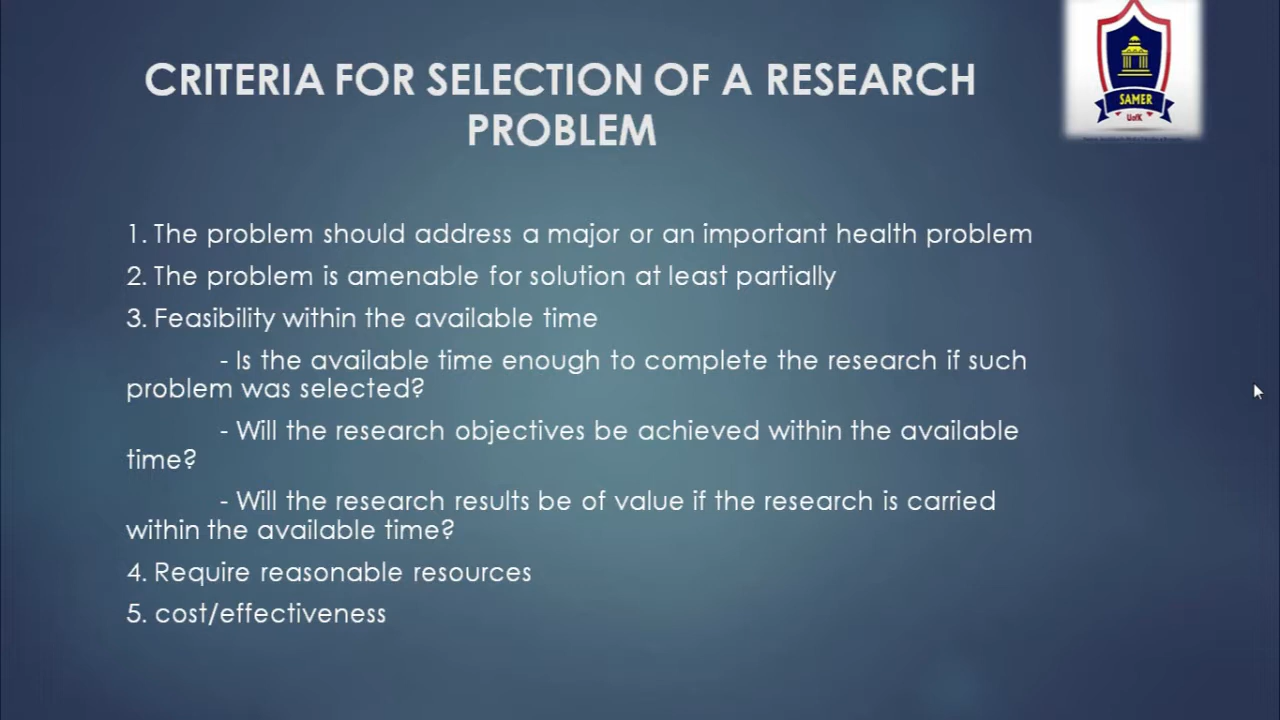 CRITERIA FOR SELECTION OF A RESEARCH
PROBLEM
SAMER
UofK
1. The problem should address a major or an important health problem
2. The problem is amenable for solution at least partially
3. Feasibility within the available time
- Is the available time enough to complete the research if such
problem was selected?
- Will the research objectives be achieved within the available
time?
- Will the research results be of value if the research is carried
within the available time?
4. Require reasonable resources
5. cost/effectiveness